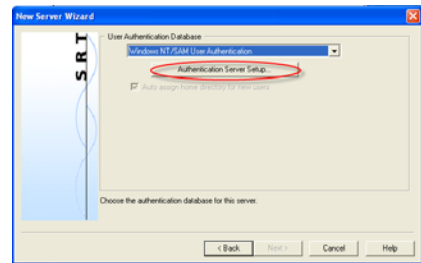 New Server Wizard
SRT
User Authentication Database
Windows NT/SAM User Authentication
Authentication Server Setup...
Auto assign home directory for new users
Choose the authentication database for this server.
< Back
Next >
Cancel
Help